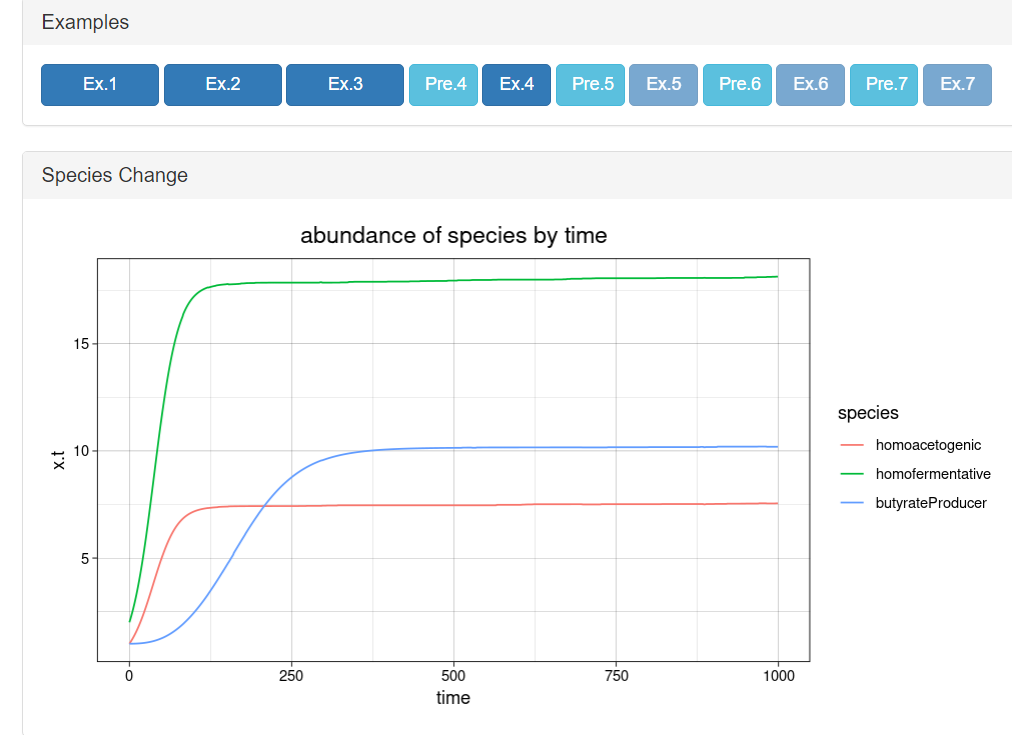 Examples
Ex.1 Ex.2 Ex.3 Pre.4 Ex.4 Pre.5 Ex.5 Pre.6 Ex.6 Pre.7 Ex.7
Species Change
abundance of species by time
15
10
5
x.t
0 250 500 750 1000
time
species
homoacetogenic
homofermentative
butyrateProducer